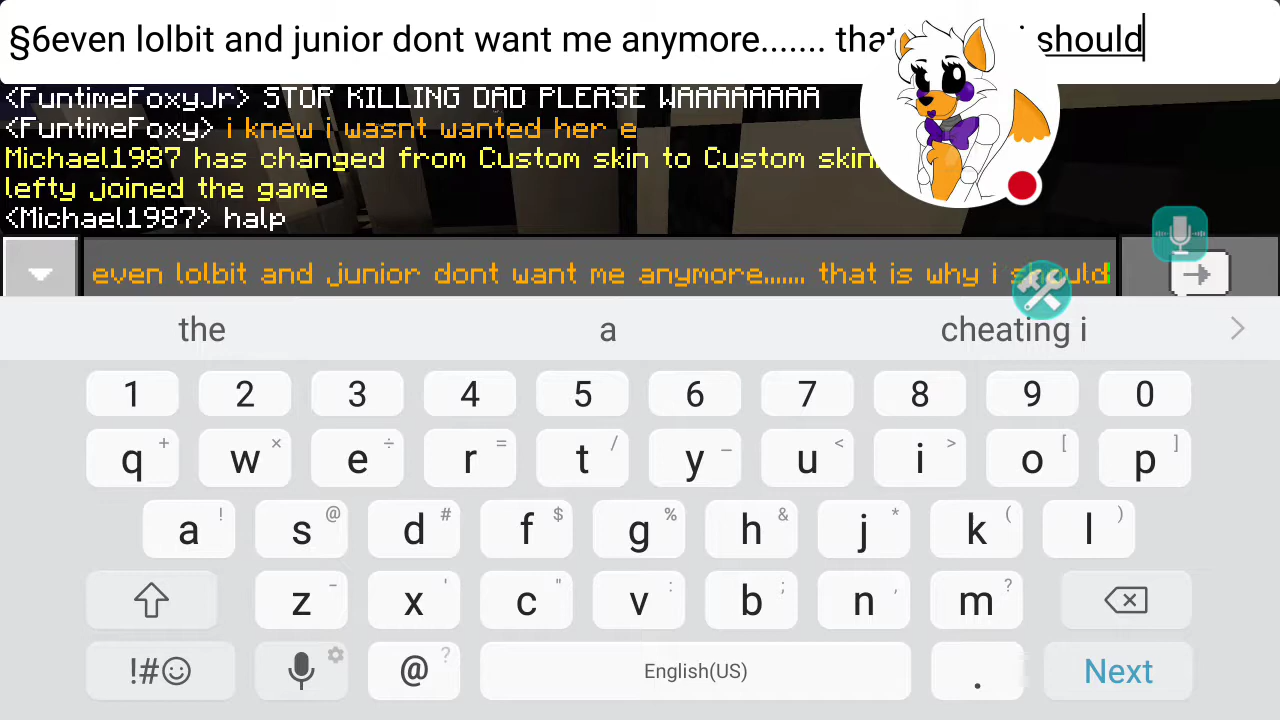 §6even lolbit and junior dont want me anymore....... that i should
<FuntimeFoxyJr> STOP KILLING DAD PLEASE WAAAAAAAA
<FuntimeFoxy> i knew i wasnt wanted her e
Michael1987 has changed from Custom skin to Custom skin
lefty joined the game
<Michael1987> halp
even lolbit and junior dont want me anymore....... that is why i should
the a cheating i
1 2 3 4 5 6 7 8 9 0
q + w × e ÷ r = t / y _ u < i > o [ p ]
a ! s @ d # f $ g % h & j * k ( l )
z - x ' c " v : b ; n , m ?
!#☺ @ ? English(US) . Next